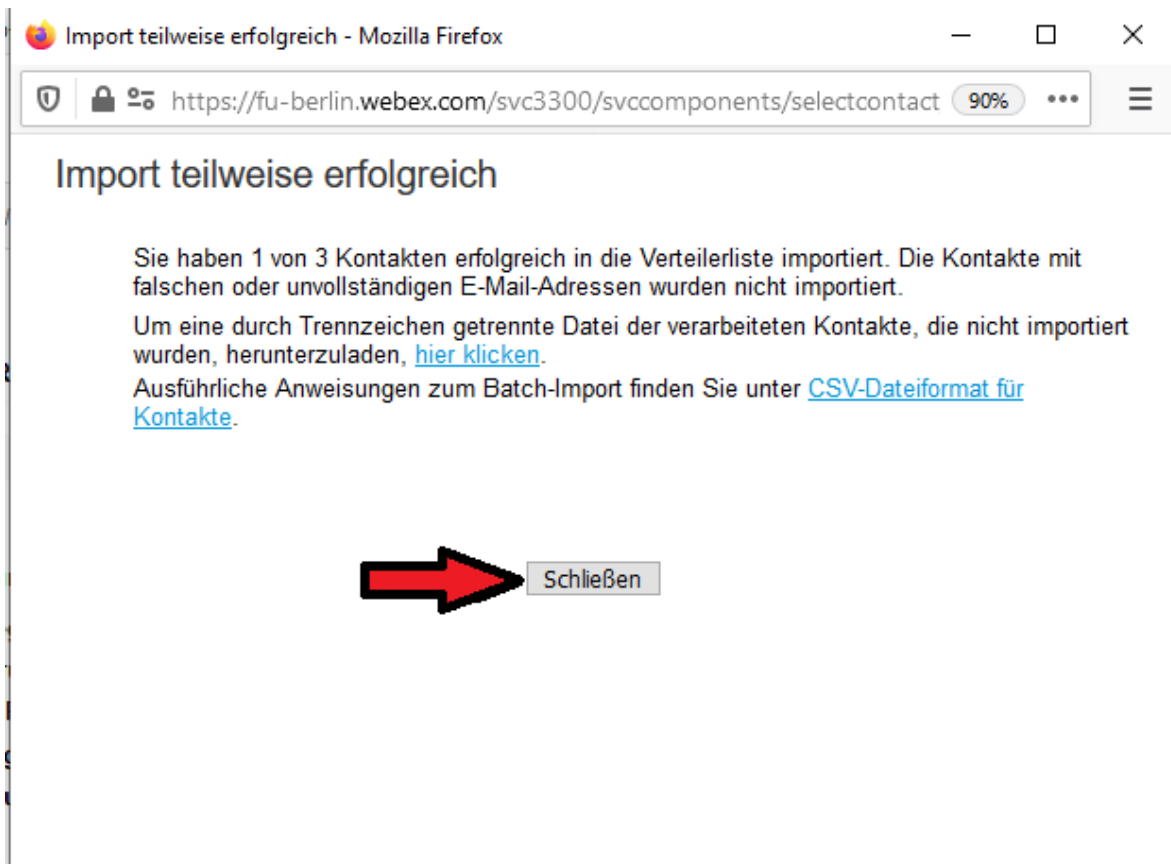 Import teilweise erfolgreich - Mozilla Firefox
https://fu-berlin.webex.com/svc3300/svccomponents/selectcontact 90%
Import teilweise erfolgreich
Sie haben 1 von 3 Kontakten erfolgreich in die Verteilerliste importiert. Die Kontakte mit
falschen oder unvollständigen E-Mail-Adressen wurden nicht importiert.
Um eine durch Trennzeichen getrennte Datei der verarbeiteten Kontakte, die nicht importiert
wurden, herunterzuladen, hier klicken.
Ausführliche Anweisungen zum Batch-Import finden Sie unter CSV-Dateiformat für
Kontakte.
Schließen